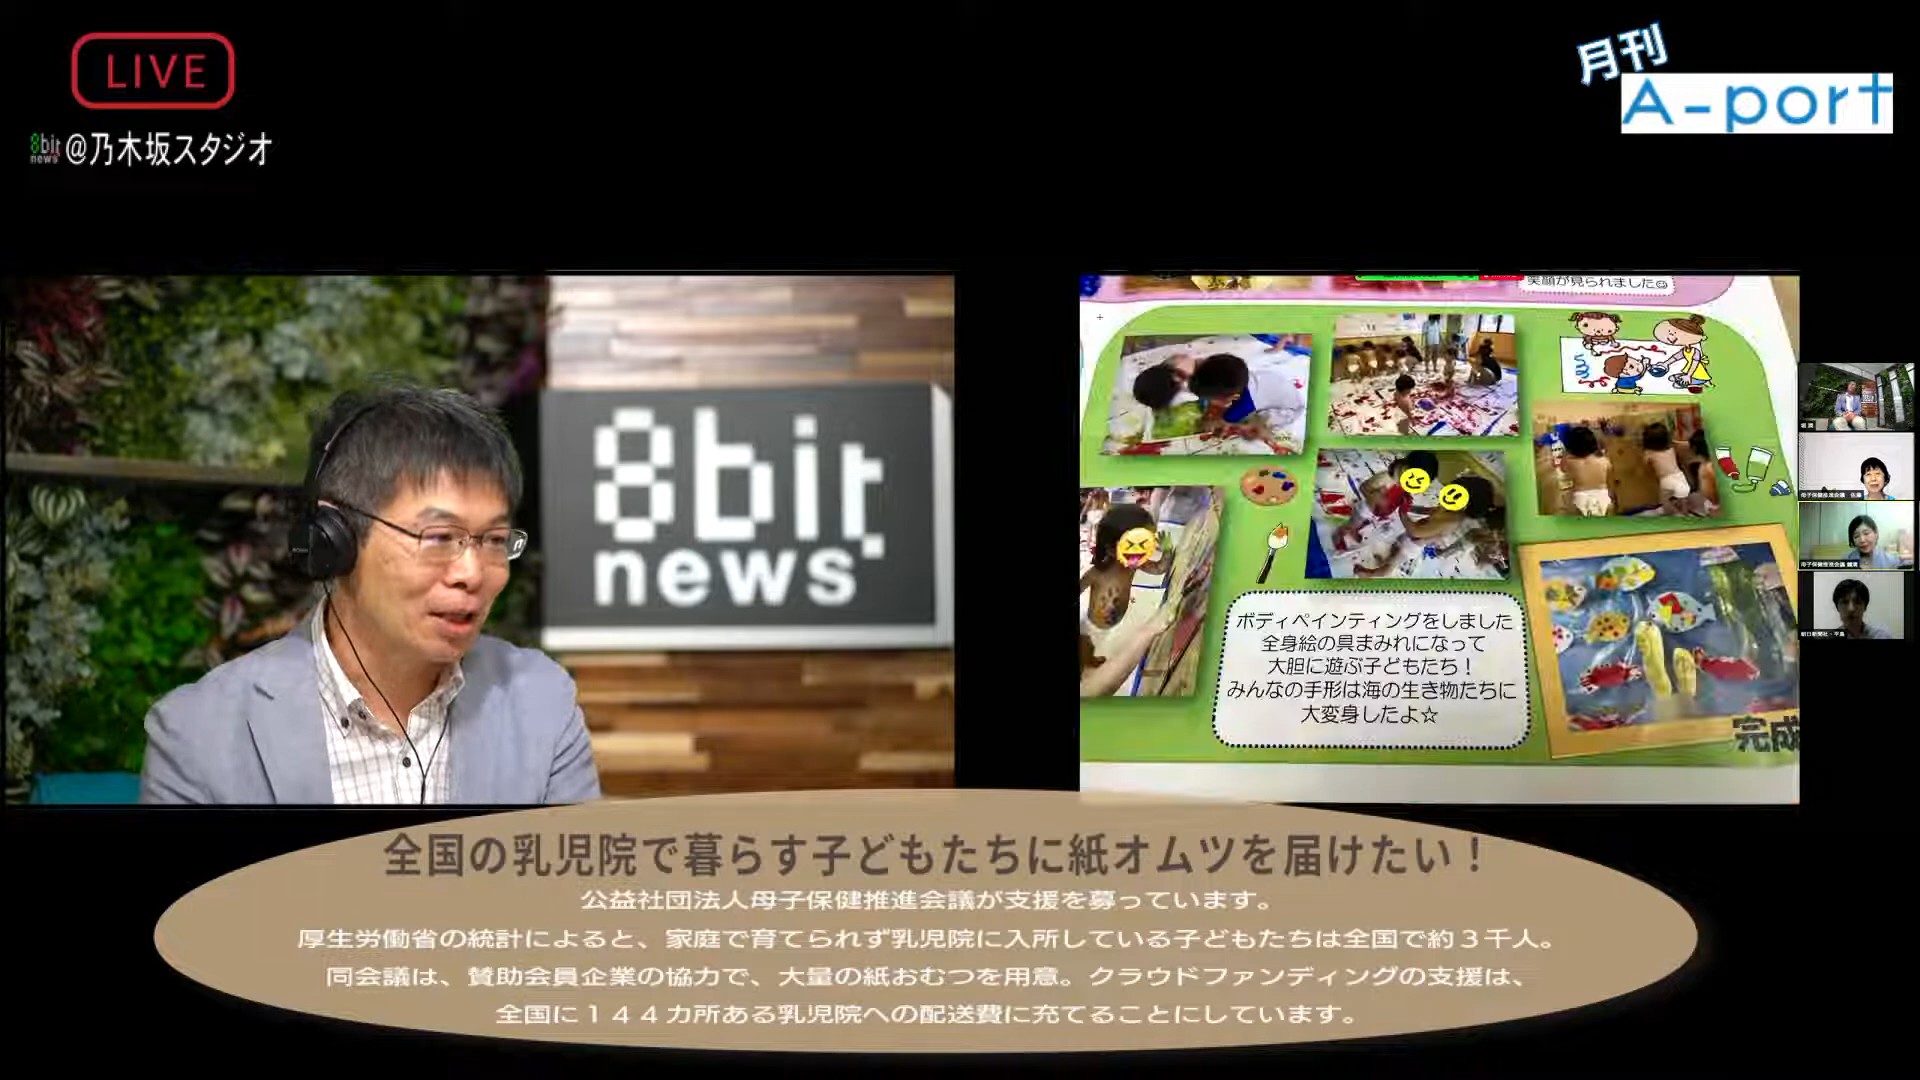 LIVE
8bit news @乃木坂スタジオ
月刊
A-port
8bit
news
笑顔が見られました☺
ボディペインティングをしました
全身絵の具まみれになって
大胆に遊ぶ子どもたち！
みんなの手形は海の生き物たちに
大変身したよ☆
完成
全国の乳児院で暮らす子どもたちに紙オムツを届けたい！
公益社団法人母子保健推進会議が支援を募っています。
厚生労働省の統計によると、家庭で育てられず乳児院に入所している子どもたちは全国で約３千人。
同会議は、賛助会員企業の協力で、大量の紙おむつを用意。クラウドファンディングの支援は、
全国に１４４カ所ある乳児院への配送費に充てることにしています。